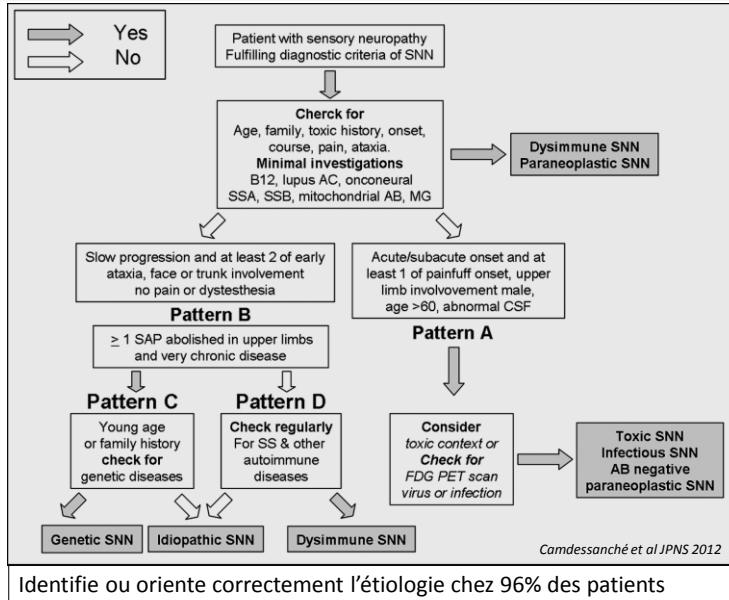 Yes
No
Patient with sensory neuropathy
Fulfilling diagnostic criteria of SNN
Cherck for
Age, family, toxic history, onset,
course, pain, ataxia.
Minimal investigations
B12, lupus AC, onconeural
SSA, SSB, mitochondrial AB, MG
Dysimmune SNN
Paraneoplastic SNN
Slow progression and at least 2 of early
ataxia, face or trunk involvement
no pain or dystesthesia
Pattern B
≥ 1 SAP abolished in upper limbs
and very chronic disease
Acute/subacute onset and at
least 1 of painfuff onset, upper
limb involvovement male,
age >60, abnormal CSF
Pattern A
Pattern C
Young age
or family history
check for
genetic diseases
Pattern D
Check regularly
For SS & other
autoimmune
diseases
Consider
toxic context or
Check for
FDG PET scan
virus or infection
Toxic SNN
Infectious SNN
AB negative
paraneoplastic SNN
Genetic SNN
Idiopathic SNN
Dysimmune SNN
Camdessanché et al JPNS 2012
Identifie ou oriente correctement l'étiologie chez 96% des patients